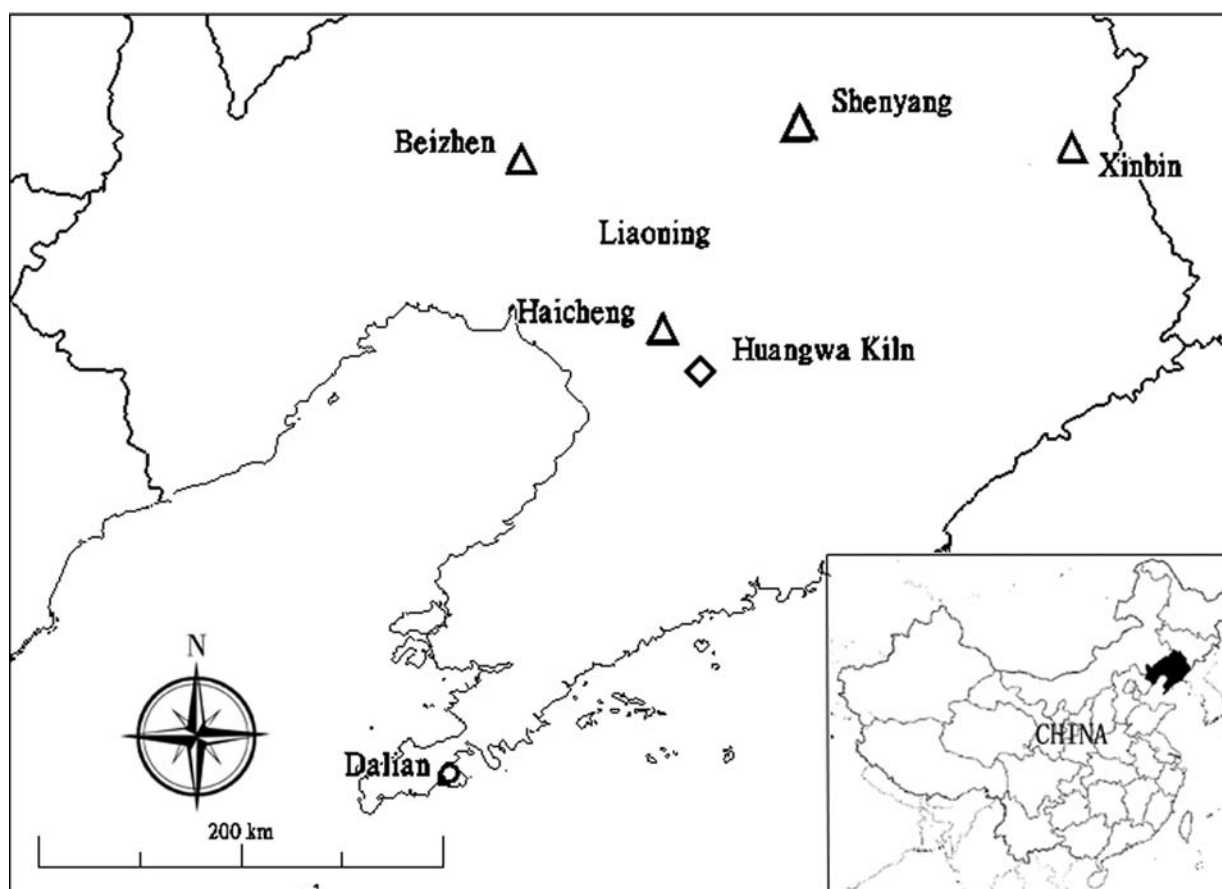 Shenyang
Beizhen
Xinbin
Liaoning
Haicheng
Huangwa Kiln
N
CHINA
Dalian
200 km